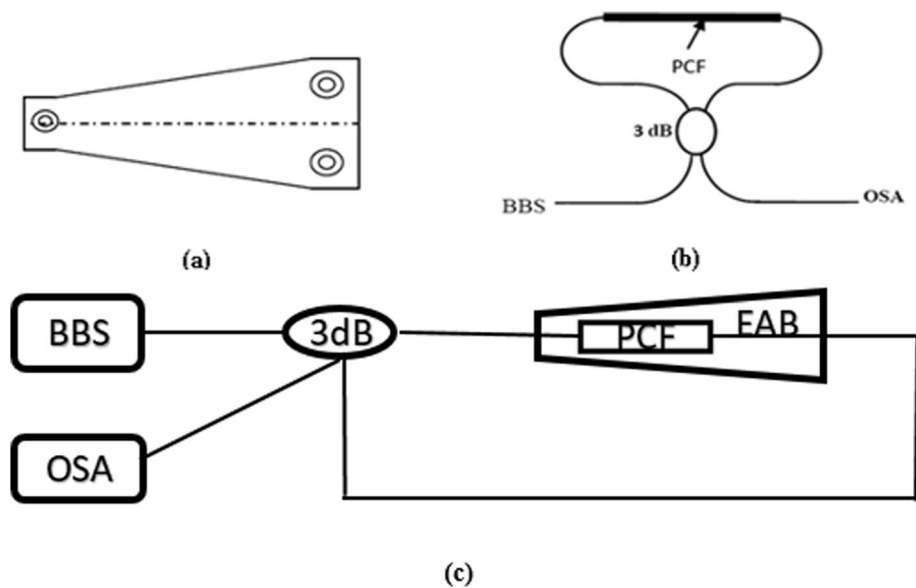 PCF
3 dB
BBS
OSA
(a)
(b)
BBS
3dB
PCF
EAB
OSA
(c)